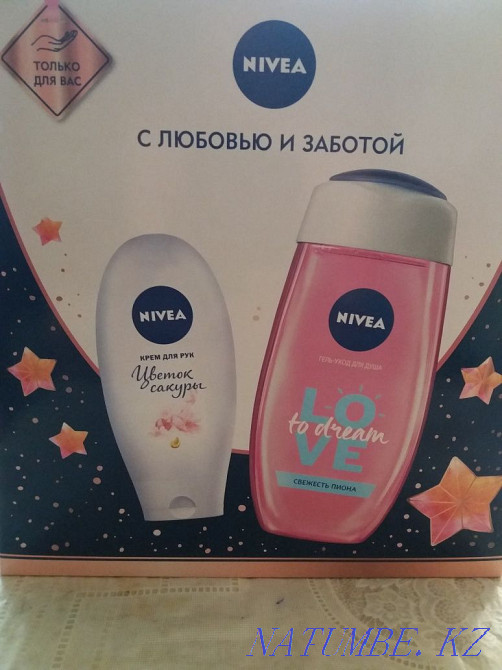 ТОЛЬКО
ДЛЯ ВАС
NIVEA
С ЛЮБОВЬЮ И ЗАБОТОЙ
NIVEA
КРЕМ ДЛЯ РУК
Цветок
сакуры
NIVEA
ГЕЛЬ-УХОД ДЛЯ ДУША
LO
to dream
VE
СВЕЖЕСТЬ ПИОНА
NATUMBE.KZ